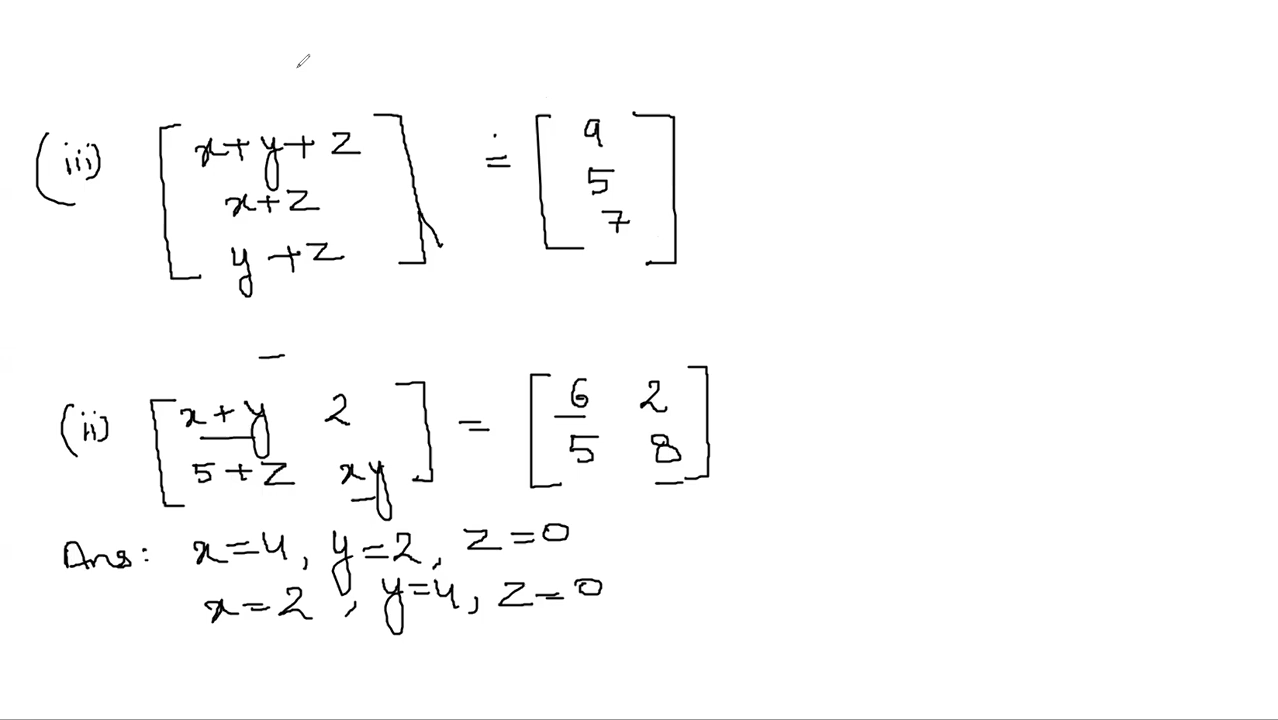 (iii) [ x+y+z ] = [ 9 ]
[ x+z ] [ 5 ]
[ y+z ] [ 7 ]
(ii) [ x+y 2 ] = [ 6 2 ]
[ 5+z xy ] [ 5 8 ]
Ans: x=4, y=2, z=0
x=2, y=4, z=0